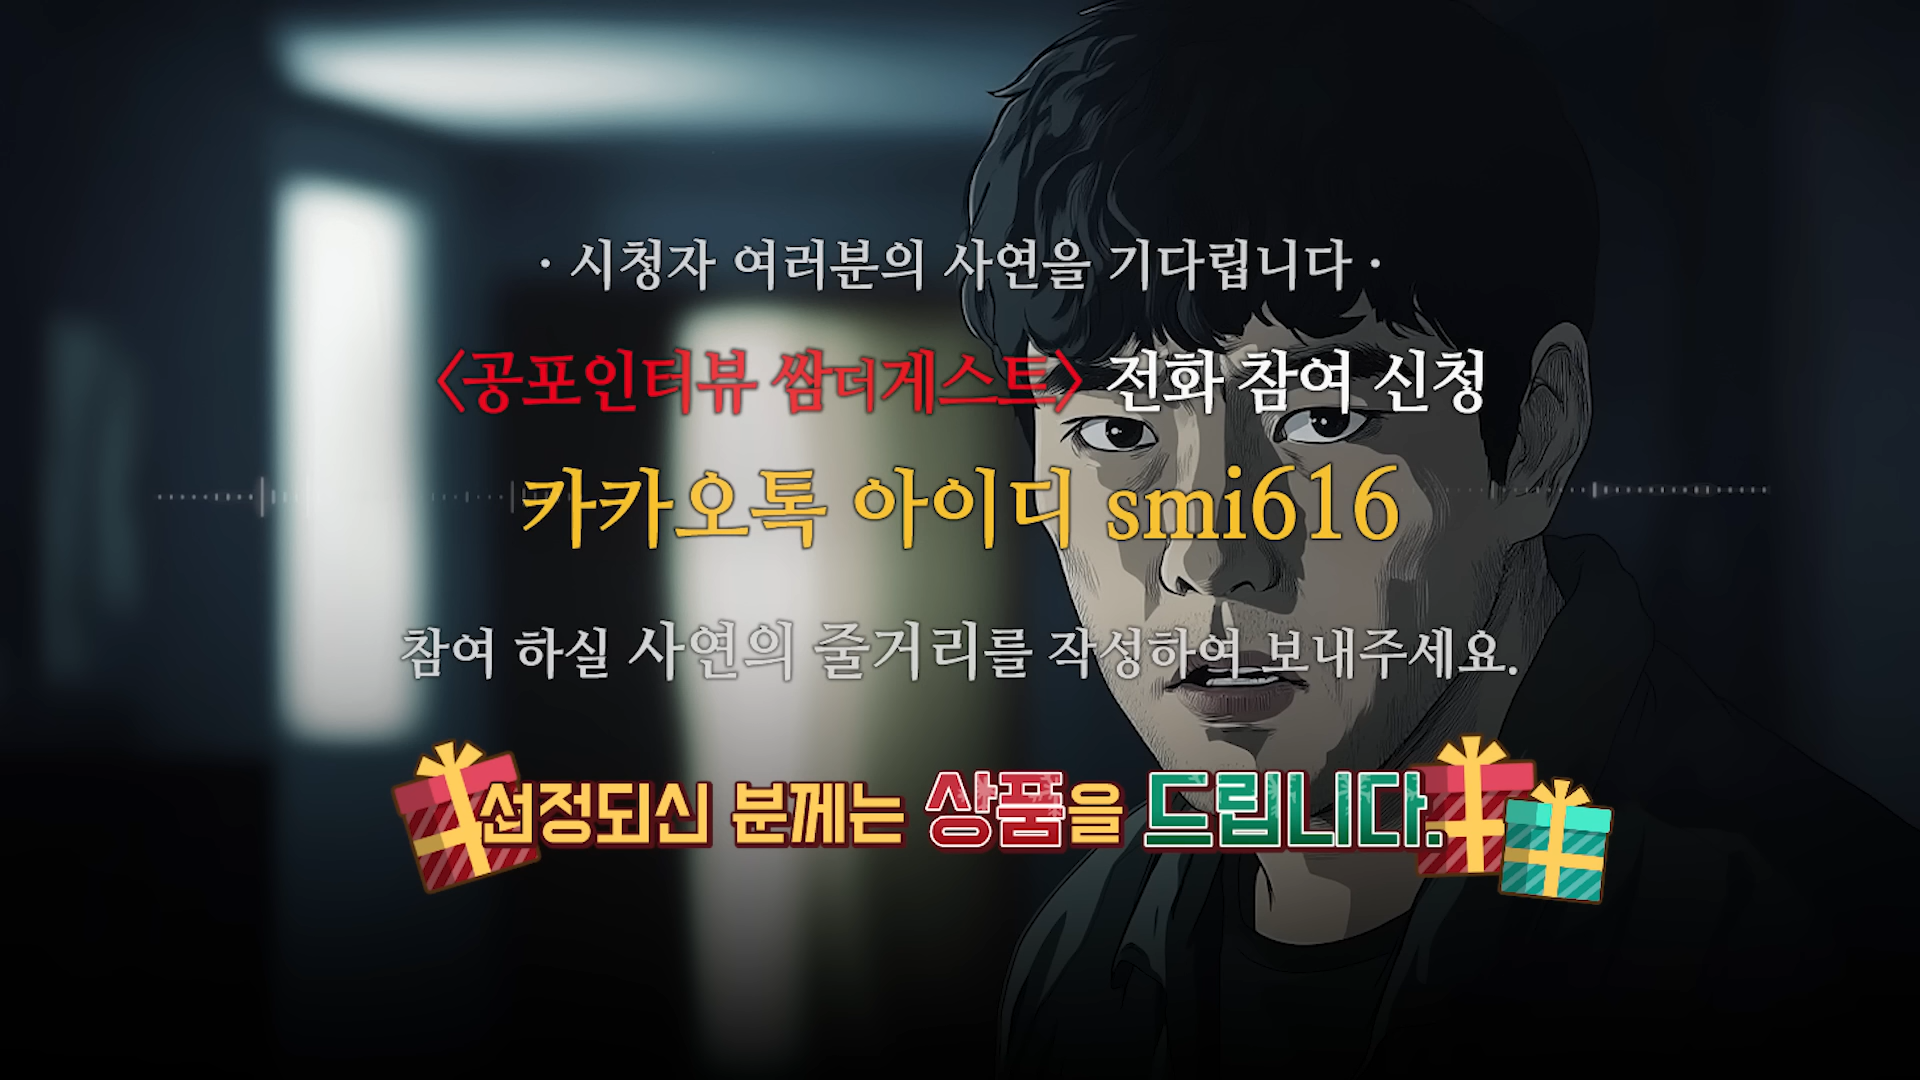 · 시청자 여러분의 사연을 기다립니다 ·
<공포인터뷰 쌈더게스트> 전화 참여 신청
카카오톡 아이디 smi616
참여 하실 사연의 줄거리를 작성하여 보내주세요.
선정되신 분께는 상품을 드립니다.